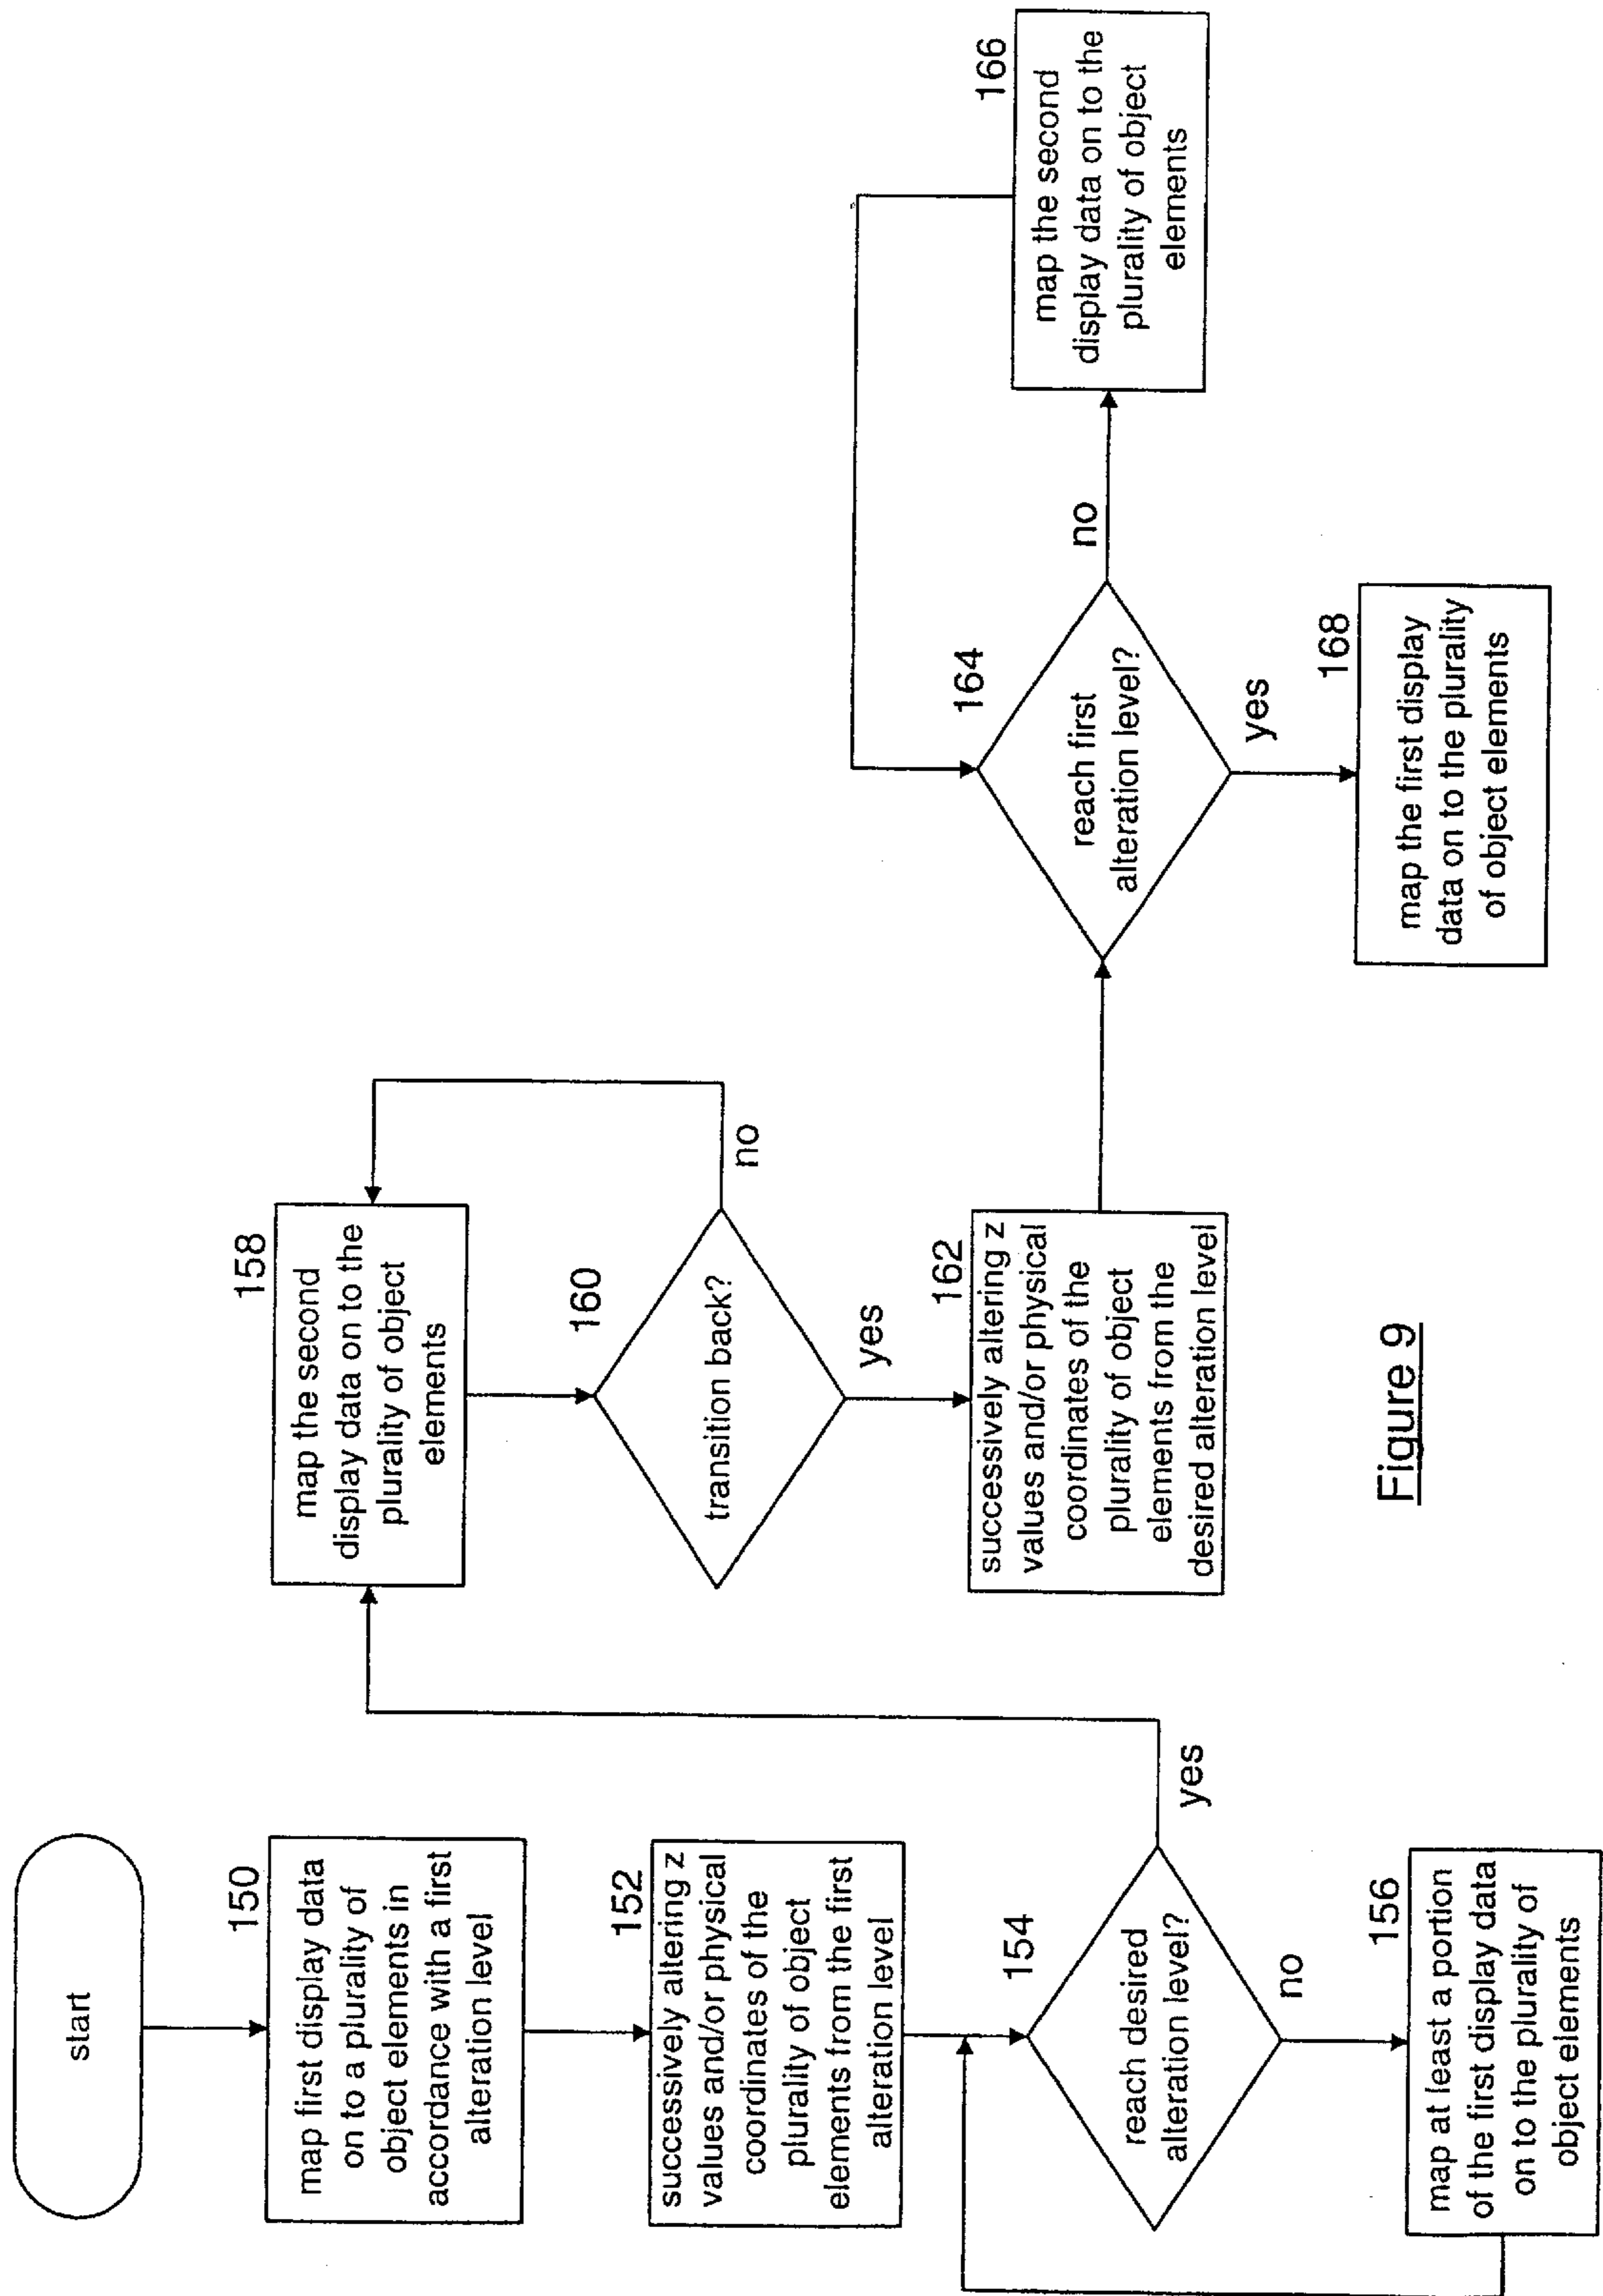 start
150
map first display data
on to a plurality of
object elements in
accordance with a first
alteration level
152
successively altering z
values and/or physical
coordinates of the
plurality of object
elements from the first
alteration level
154
reach desired
alteration level?
yes
no
156
map at least a portion
of the first display data
on to the plurality of
object elements
158
map the second
display data on to the
plurality of object
elements
160
transition back?
no
yes
162
successively altering z
values and/or physical
coordinates of the
plurality of object
elements from the
desired alteration level
164
reach first
alteration level?
no
yes
166
map the second
display data on to the
plurality of object
elements
168
map the first display
data on to the plurality
of object elements
Figure 9